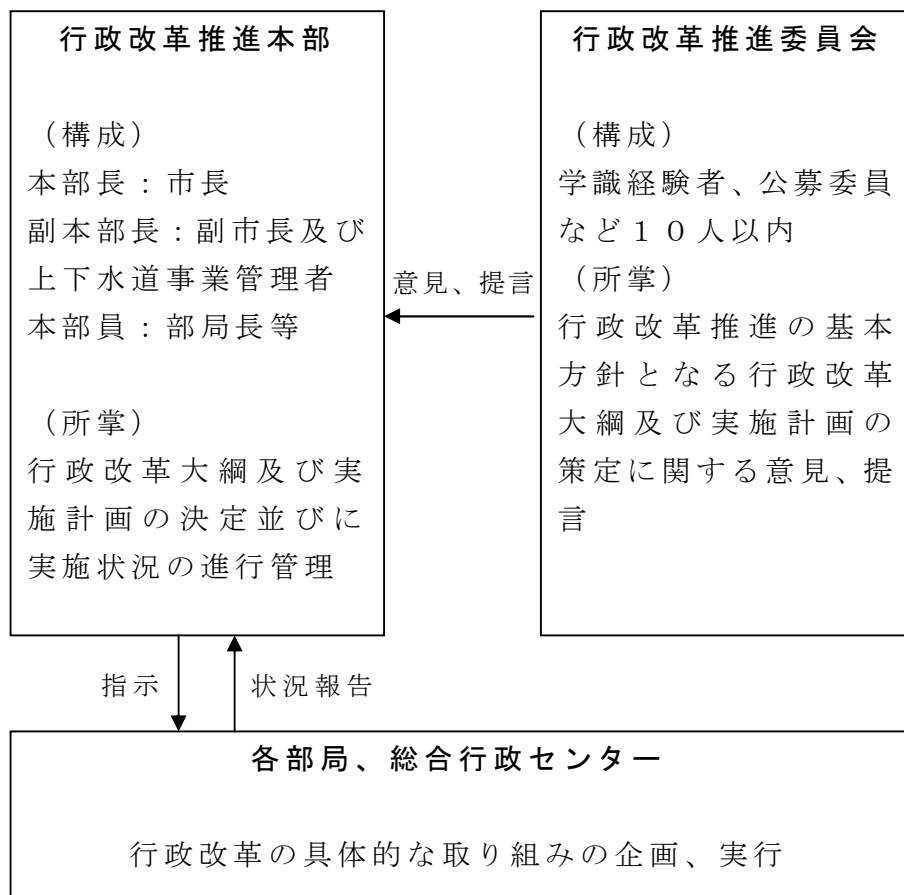 行政改革推進本部
（構成）
本部長：市長
副本部長：副市長及び
上下水道事業管理者
本部員：部局長等
（所掌）
行政改革大綱及び実
施計画の決定並びに
実施状況の進行管理
意見、提言
行政改革推進委員会
（構成）
学識経験者、公募委員
など１０人以内
（所掌）
行政改革推進の基本
方針となる行政改革
大綱及び実施計画の
策定に関する意見、提
言
指示
状況報告
各部局、総合行政センター
行政改革の具体的な取り組みの企画、実行